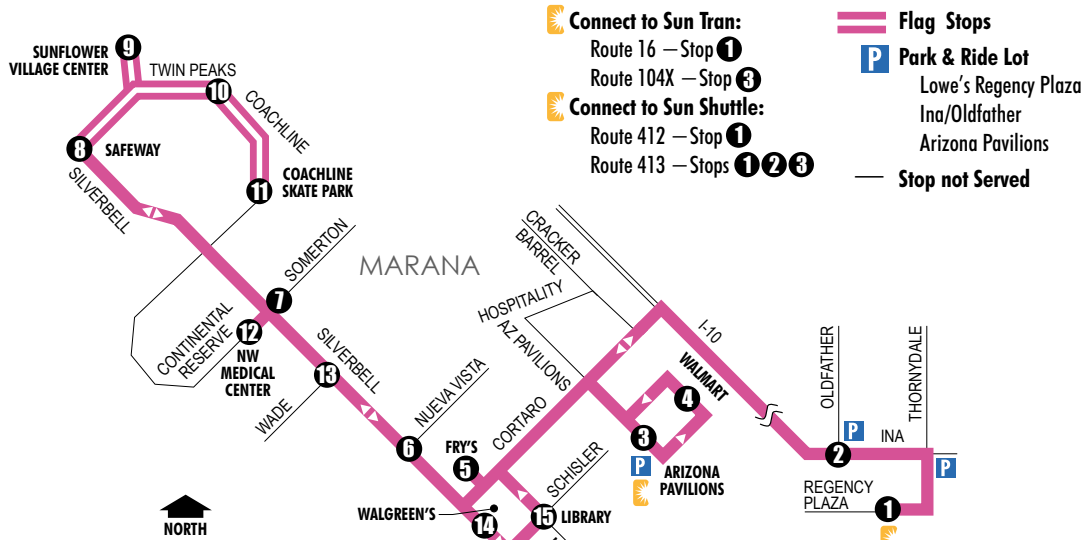 Connect to Sun Tran:
Route 16 — Stop 1
Route 104X — Stop 3
Connect to Sun Shuttle:
Route 412 — Stop 1
Route 413 — Stops 1 2 3
Flag Stops
P Park & Ride Lot
Lowe's Regency Plaza
Ina/Oldfather
Arizona Pavilions
Stop not Served
9
SUNFLOWER
VILLAGE CENTER
TWIN PEAKS
10
COACHLINE
8
SAFEWAY
11
COACHLINE
SKATE PARK
SILVERBELL
SOMERTON
MARANA
7
CONTINENTAL
RESERVE
12
NW
MEDICAL
CENTER
SILVERBELL
13
WADE
NUEVA VISTA
6
CRACKER
BARREL
HOSPITALITY
AZ PAVILIONS
I-10
WALMART
4
CORTARO
3
P
ARIZONA
PAVILIONS
FRY'S
5
SCHISLER
WALGREEN'S
14
15
LIBRARY
OLDFATHER
THORNYDALE
P
INA
2
P
REGENCY
PLAZA
1
NORTH